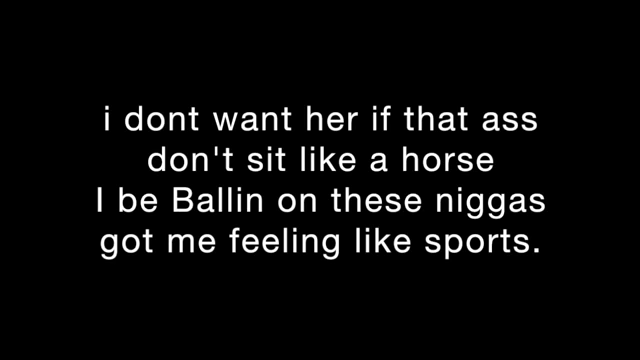 i dont want her if that ass
don't sit like a horse
I be Ballin on these niggas
got me feeling like sports.